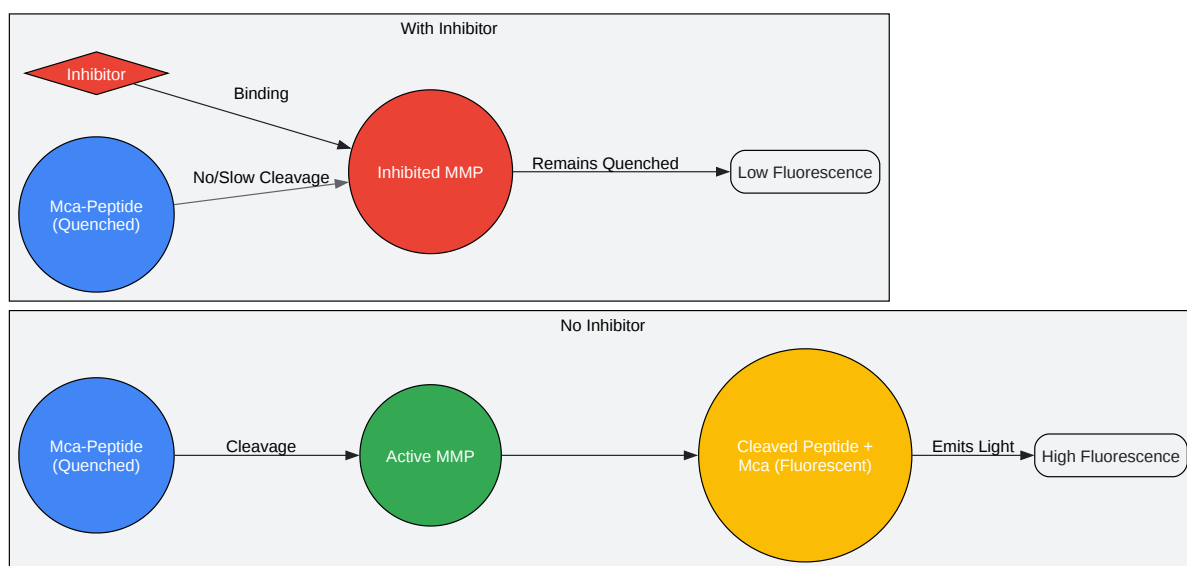 With Inhibitor
Inhibitor
Binding
Mca-Peptide
(Quenched)
No/Slow Cleavage
Inhibited MMP
Remains Quenched
Low Fluorescence
No Inhibitor
Mca-Peptide
(Quenched)
Cleavage
Active MMP
Cleaved Peptide +
Mca (Fluorescent)
Emits Light
High Fluorescence